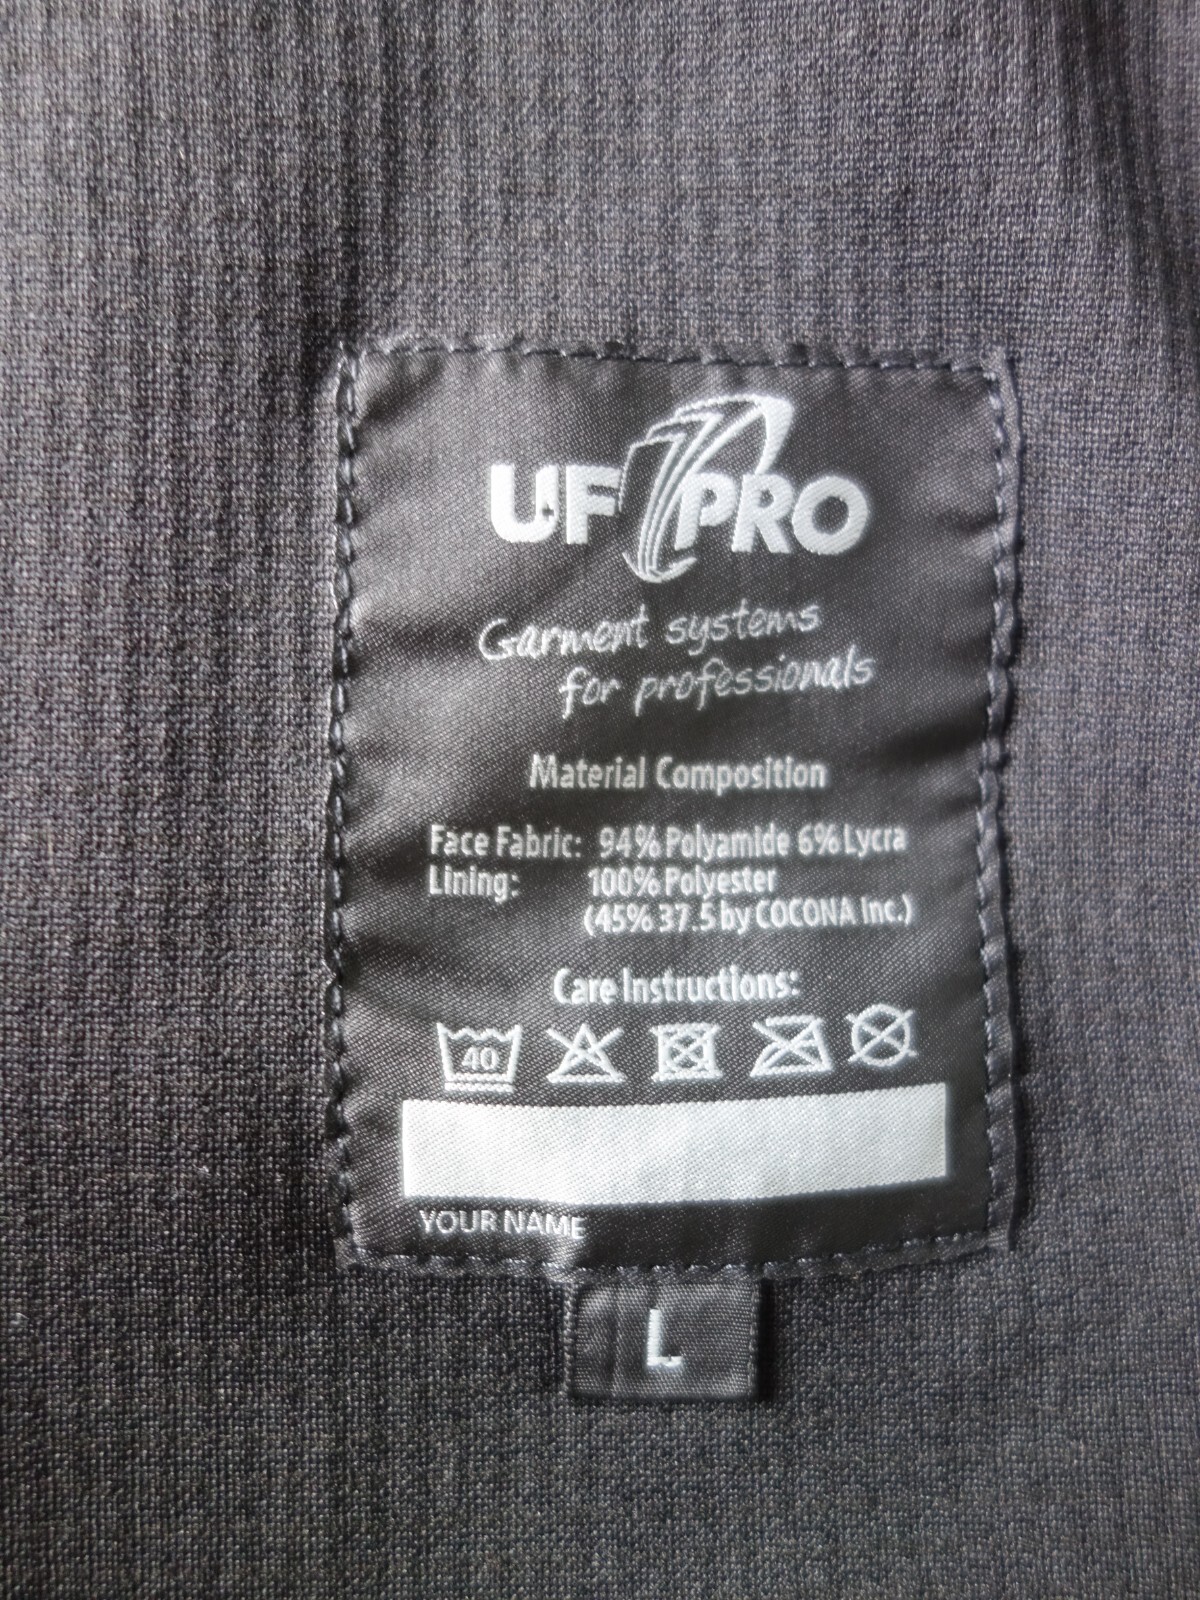 UF PRO
Garment systems
for professionals
Material Composition
Face Fabric: 94% Polyamide 6% Lycra
Lining: 100% Polyester
(45% 37.5 by COCONA Inc.)
Care Instructions:
40
YOUR NAME
L